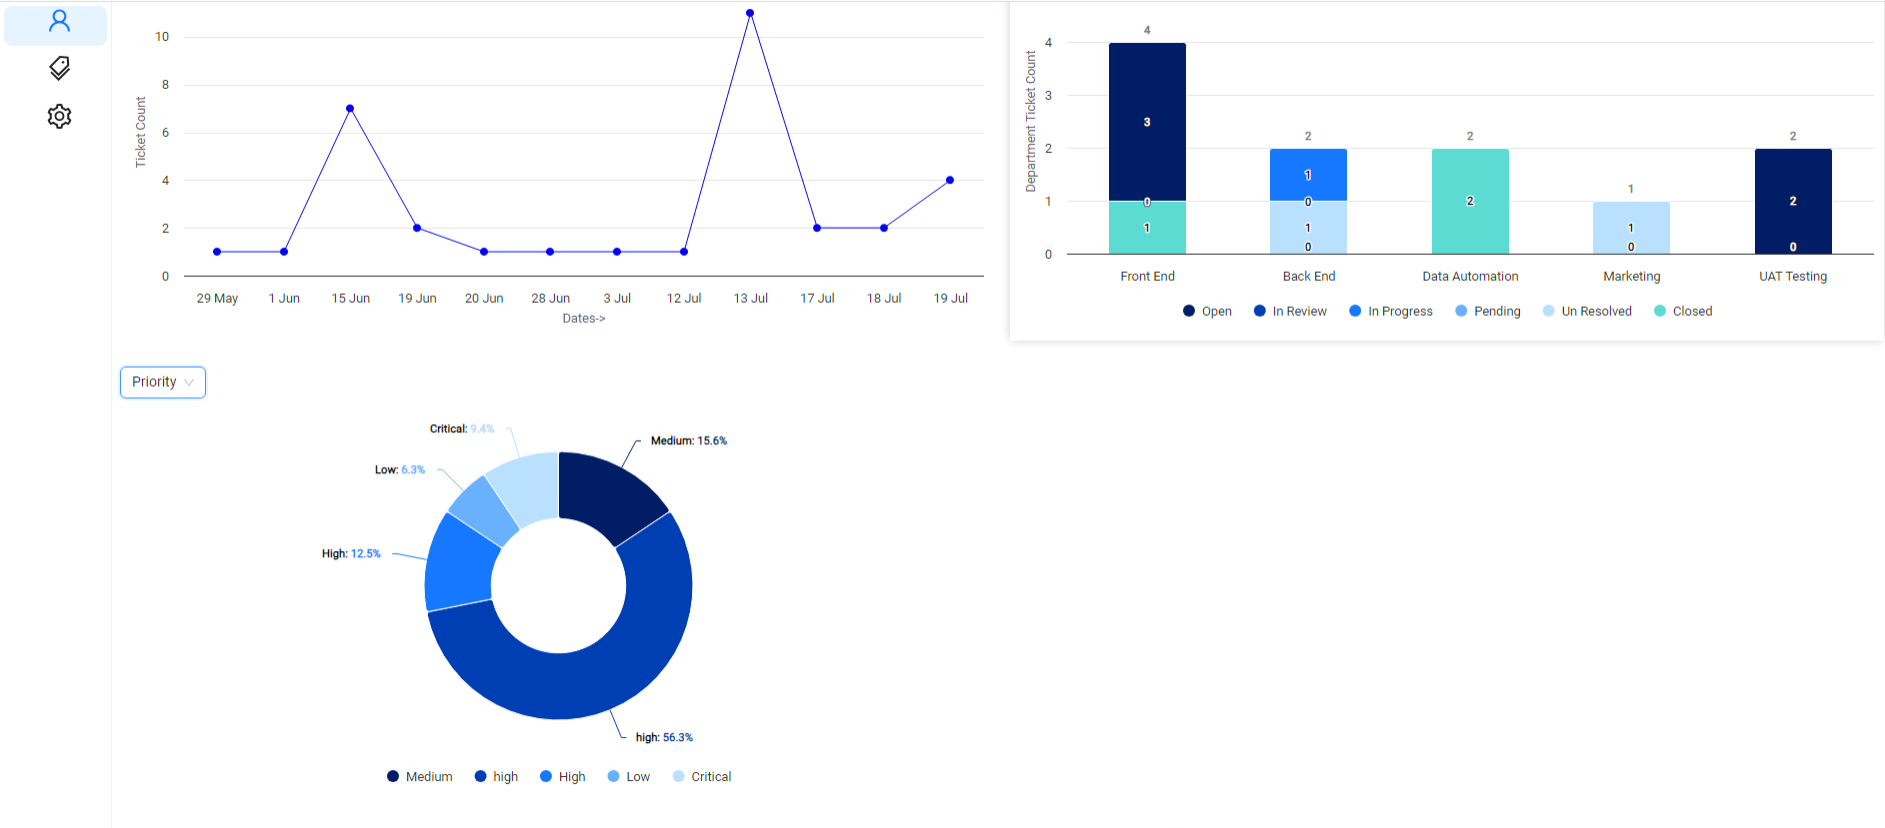 10
8
6
4
2
0
Ticket Count
29 May 1 Jun 15 Jun 19 Jun 20 Jun 28 Jun 3 Jul 12 Jul 13 Jul 17 Jul 18 Jul 19 Jul
Dates->
4
3
2
1
0
Department Ticket Count
4
3
0
1
2
1
0
1
0
2
2
1
1
0
2
2
0
Front End Back End Data Automation Marketing UAT Testing
Open In Review In Progress Pending Un Resolved Closed
Priority
Critical: 9.4%
Medium: 15.6%
Low: 6.3%
High: 12.5%
high: 56.3%
Medium high High Low Critical